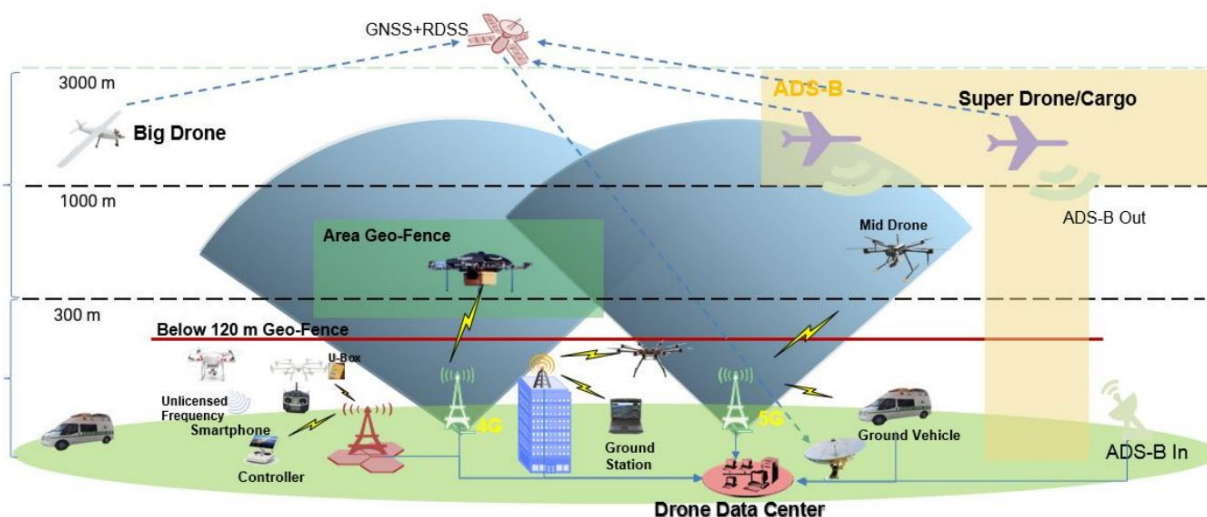 GNSS+RDSS
3000 m
ADS-B
Super Drone/Cargo
Big Drone
1000 m
ADS-B Out
Area Geo-Fence
Mid Drone
300 m
Below 120 m Geo-Fence
U-Box
Unlicensed
Frequency
Smartphone
4G
5G
Ground Vehicle
Ground
Station
Controller
ADS-B In
Drone Data Center